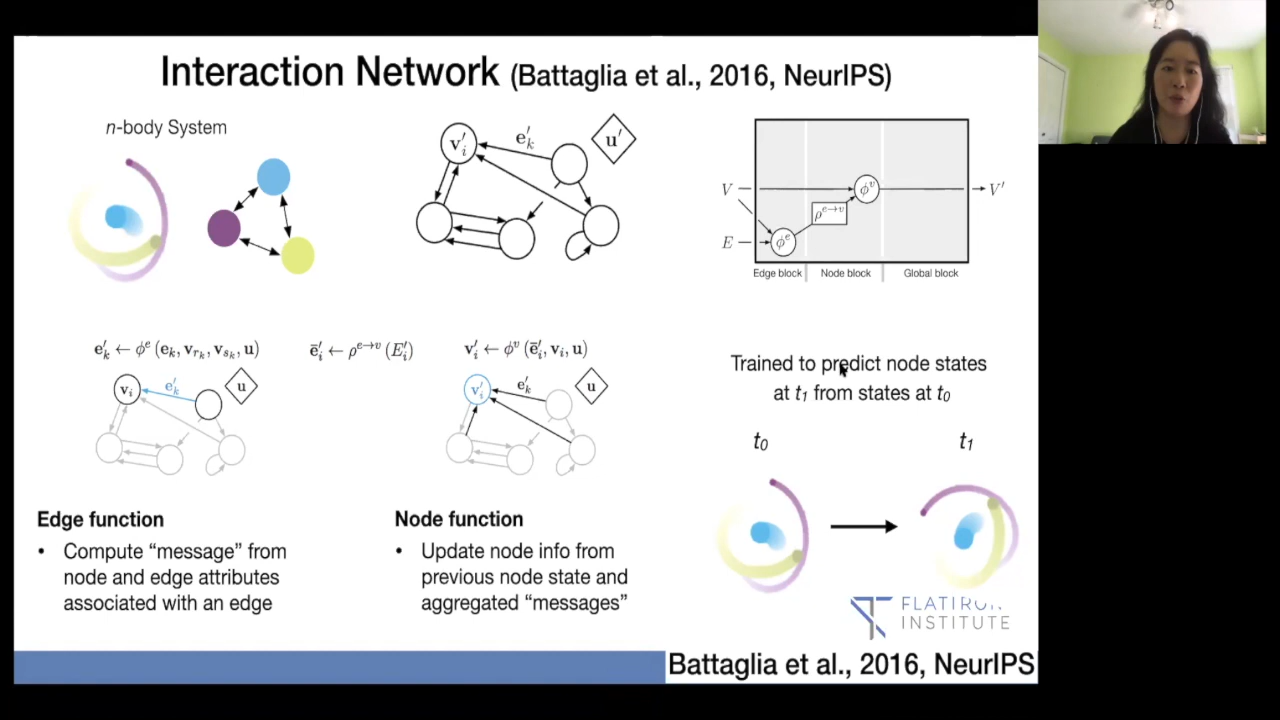 Interaction Network (Battaglia et al., 2016, NeurIPS)
n-body System
v′ᵢ
e′ₖ
u′
V
E
ϕᵉ
ρᵉ→ᵛ
ϕᵛ
V′
Edge block
Node block
Global block
e′ₖ ← ϕᵉ (eₖ, v_rₖ, v_sₖ, u)
ē′ᵢ ← ρᵉ→ᵛ (E′ᵢ)
v′ᵢ ← ϕᵛ (ē′ᵢ, vᵢ, u)
vᵢ
e′ₖ
u
v′ᵢ
e′ₖ
u
Edge function
• Compute “message” from
node and edge attributes
associated with an edge
Node function
• Update node info from
previous node state and
aggregated “messages”
Trained to predict node states
at t₁ from states at t₀
t₀
t₁
FLATIRON
INSTITUTE
Battaglia et al., 2016, NeurIPS